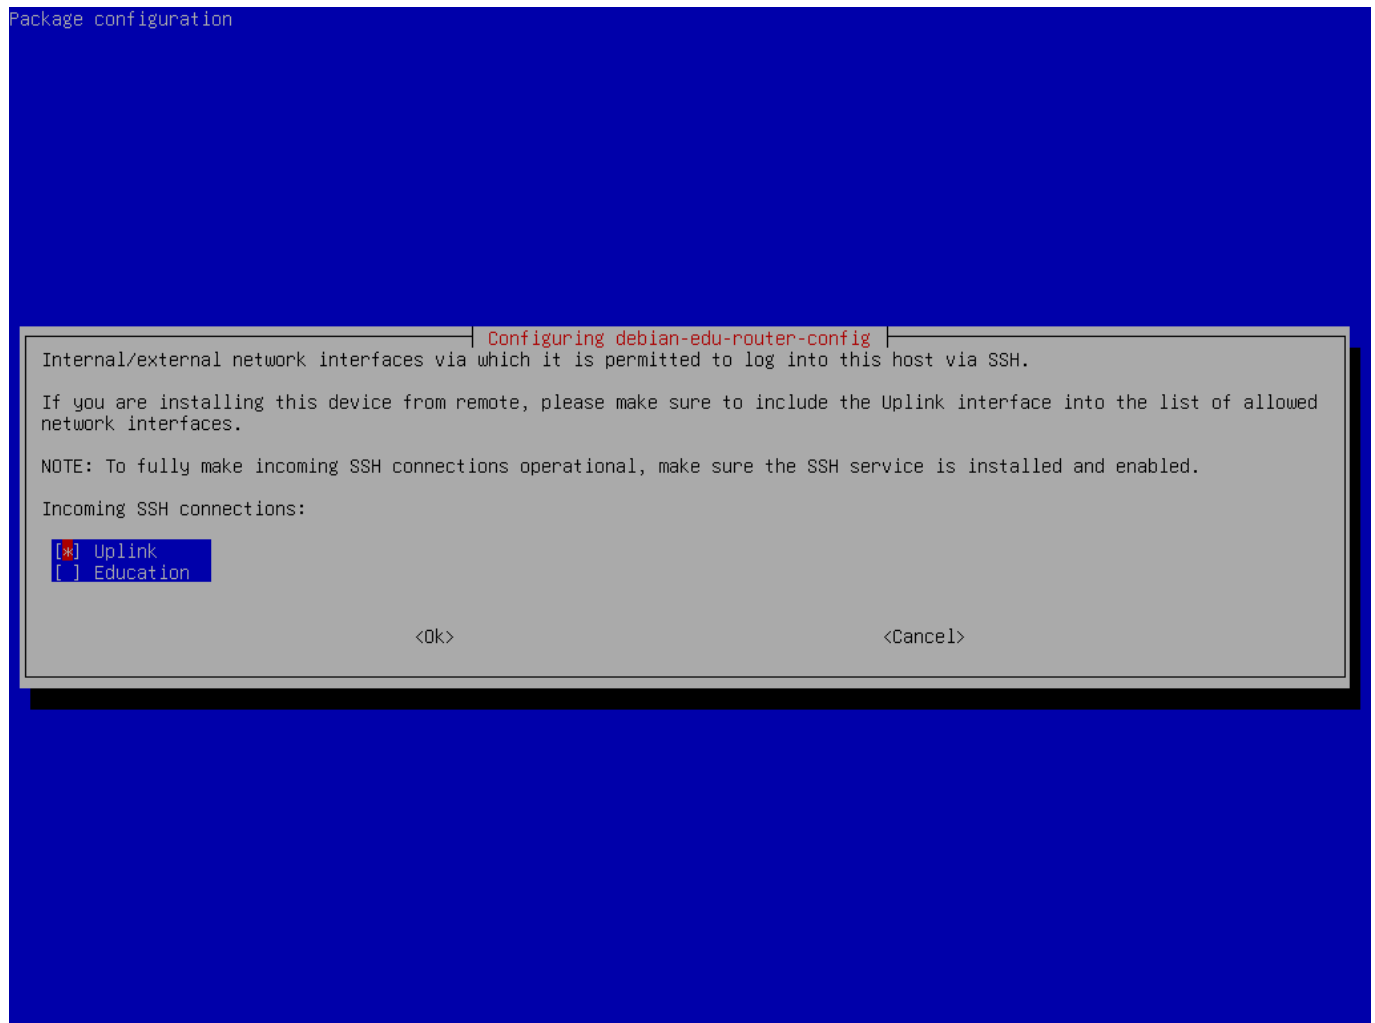 Package configuration
Configuring debian-edu-router-config
Internal/external network interfaces via which it is permitted to log into this host via SSH.
If you are installing this device from remote, please make sure to include the Uplink interface into the list of allowed
network interfaces.
NOTE: To fully make incoming SSH connections operational, make sure the SSH service is installed and enabled.
Incoming SSH connections:
[*] Uplink
[ ] Education
<Ok> <Cancel>